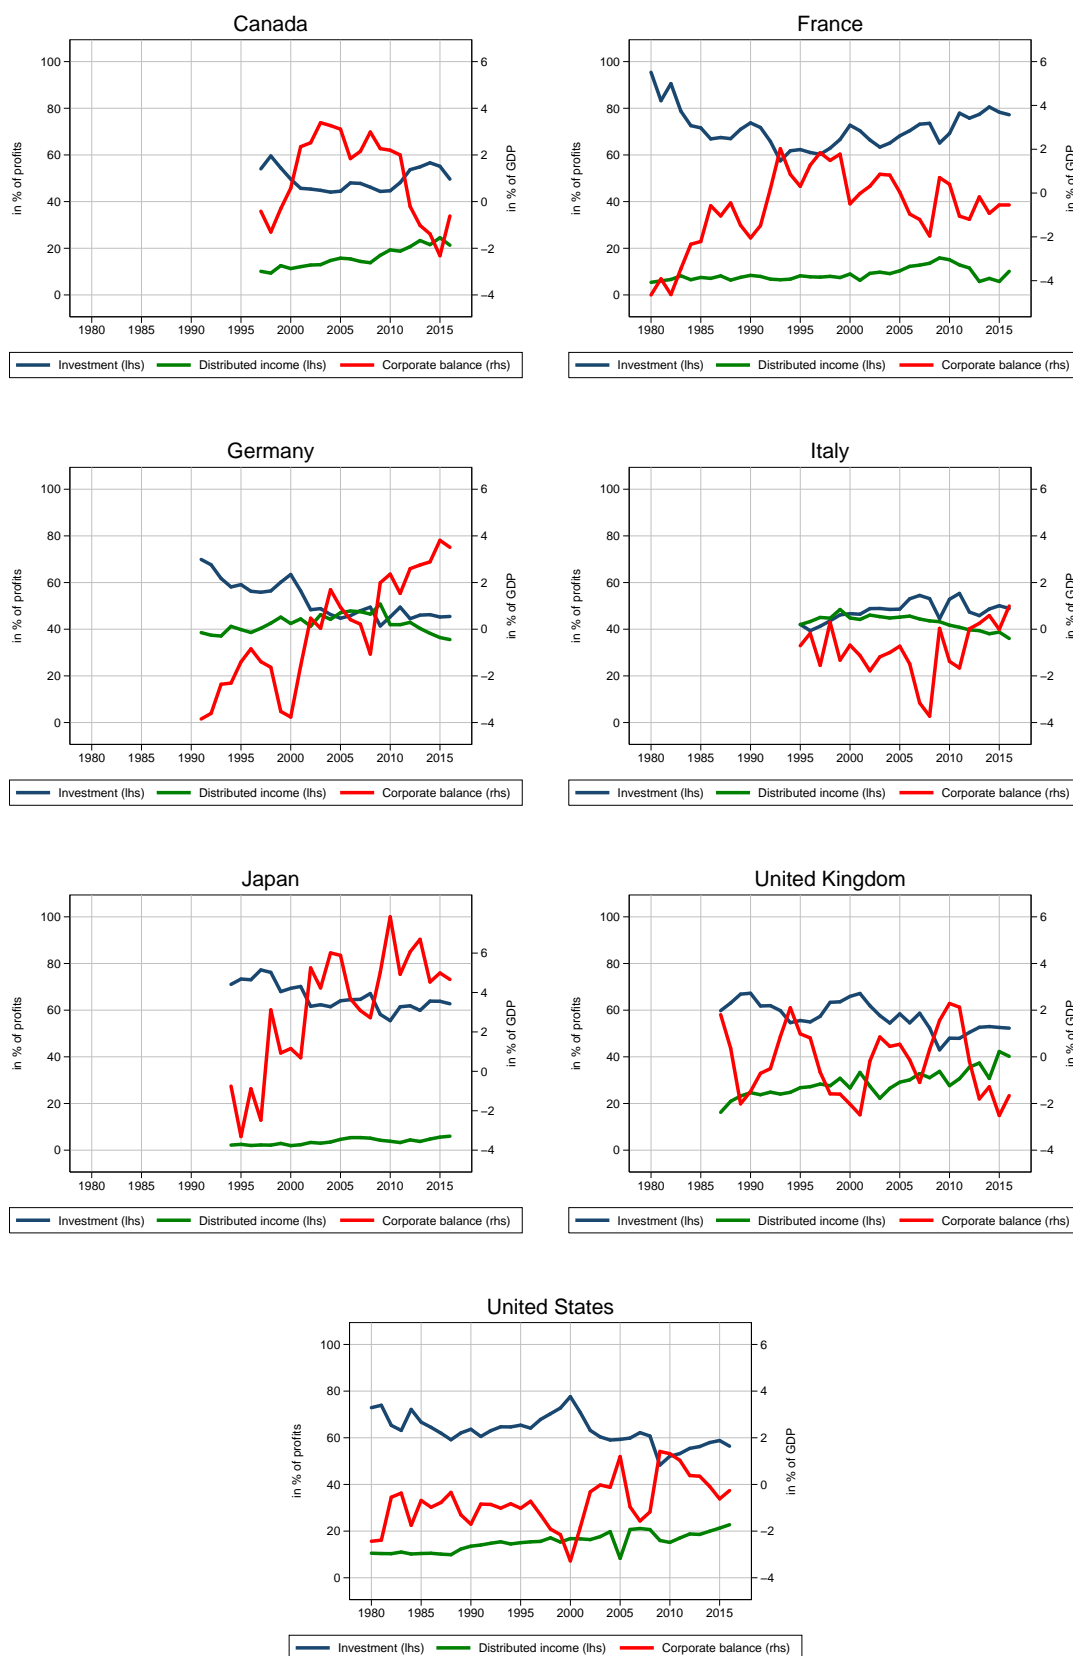 Canada
in % of profits
100
80
60
40
20
0
6
4
2
0
−2
−4
in % of GDP
1980 1985 1990 1995 2000 2005 2010 2015
Investment (lhs) Distributed income (lhs) Corporate balance (rhs)
France
in % of profits
100
80
60
40
20
0
6
4
2
0
−2
−4
in % of GDP
1980 1985 1990 1995 2000 2005 2010 2015
Investment (lhs) Distributed income (lhs) Corporate balance (rhs)
Germany
in % of profits
100
80
60
40
20
0
6
4
2
0
−2
−4
in % of GDP
1980 1985 1990 1995 2000 2005 2010 2015
Investment (lhs) Distributed income (lhs) Corporate balance (rhs)
Italy
in % of profits
100
80
60
40
20
0
6
4
2
0
−2
−4
in % of GDP
1980 1985 1990 1995 2000 2005 2010 2015
Investment (lhs) Distributed income (lhs) Corporate balance (rhs)
Japan
in % of profits
100
80
60
40
20
0
6
4
2
0
−2
−4
in % of GDP
1980 1985 1990 1995 2000 2005 2010 2015
Investment (lhs) Distributed income (lhs) Corporate balance (rhs)
United Kingdom
in % of profits
100
80
60
40
20
0
6
4
2
0
−2
−4
in % of GDP
1980 1985 1990 1995 2000 2005 2010 2015
Investment (lhs) Distributed income (lhs) Corporate balance (rhs)
United States
in % of profits
100
80
60
40
20
0
6
4
2
0
−2
−4
in % of GDP
1980 1985 1990 1995 2000 2005 2010 2015
Investment (lhs) Distributed income (lhs) Corporate balance (rhs)